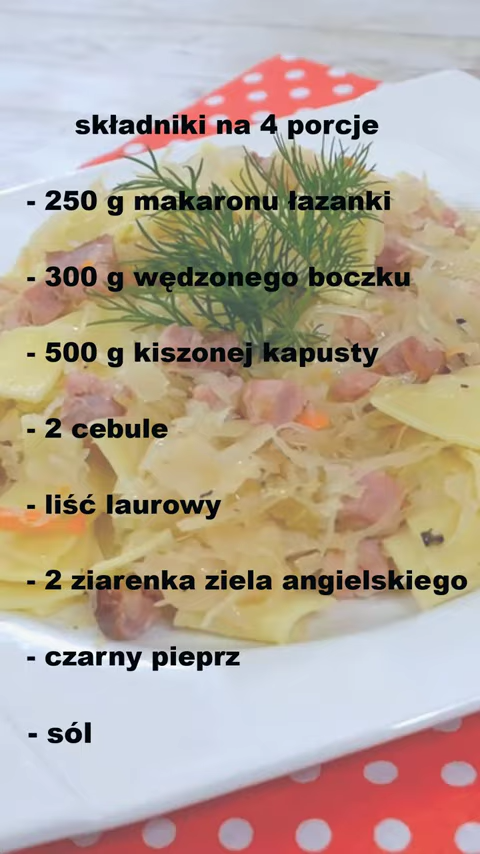 składniki na 4 porcje
- 250 g makaronu łazanki
- 300 g wędzonego boczku
- 500 g kiszonej kapusty
- 2 cebule
- liść laurowy
- 2 ziarenka ziela angielskiego
- czarny pieprz
- sól